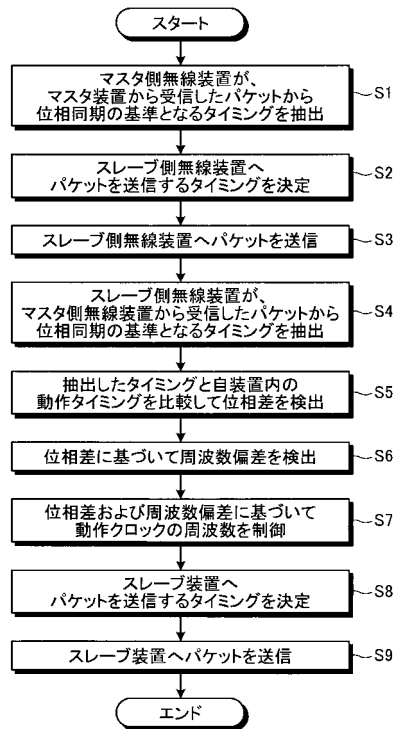 スタート
マスタ側無線装置が、
マスタ装置から受信したパケットから
位相同期の基準となるタイミングを抽出
S1
スレーブ側無線装置へ
パケットを送信するタイミングを決定
S2
スレーブ側無線装置へパケットを送信
S3
スレーブ側無線装置が、
マスタ側無線装置から受信したパケットから
位相同期の基準となるタイミングを抽出
S4
抽出したタイミングと自装置内の
動作タイミングを比較して位相差を検出
S5
位相差に基づいて周波数偏差を検出
S6
位相差および周波数偏差に基づいて
動作クロックの周波数を制御
S7
スレーブ装置へ
パケットを送信するタイミングを決定
S8
スレーブ装置へパケットを送信
S9
エンド